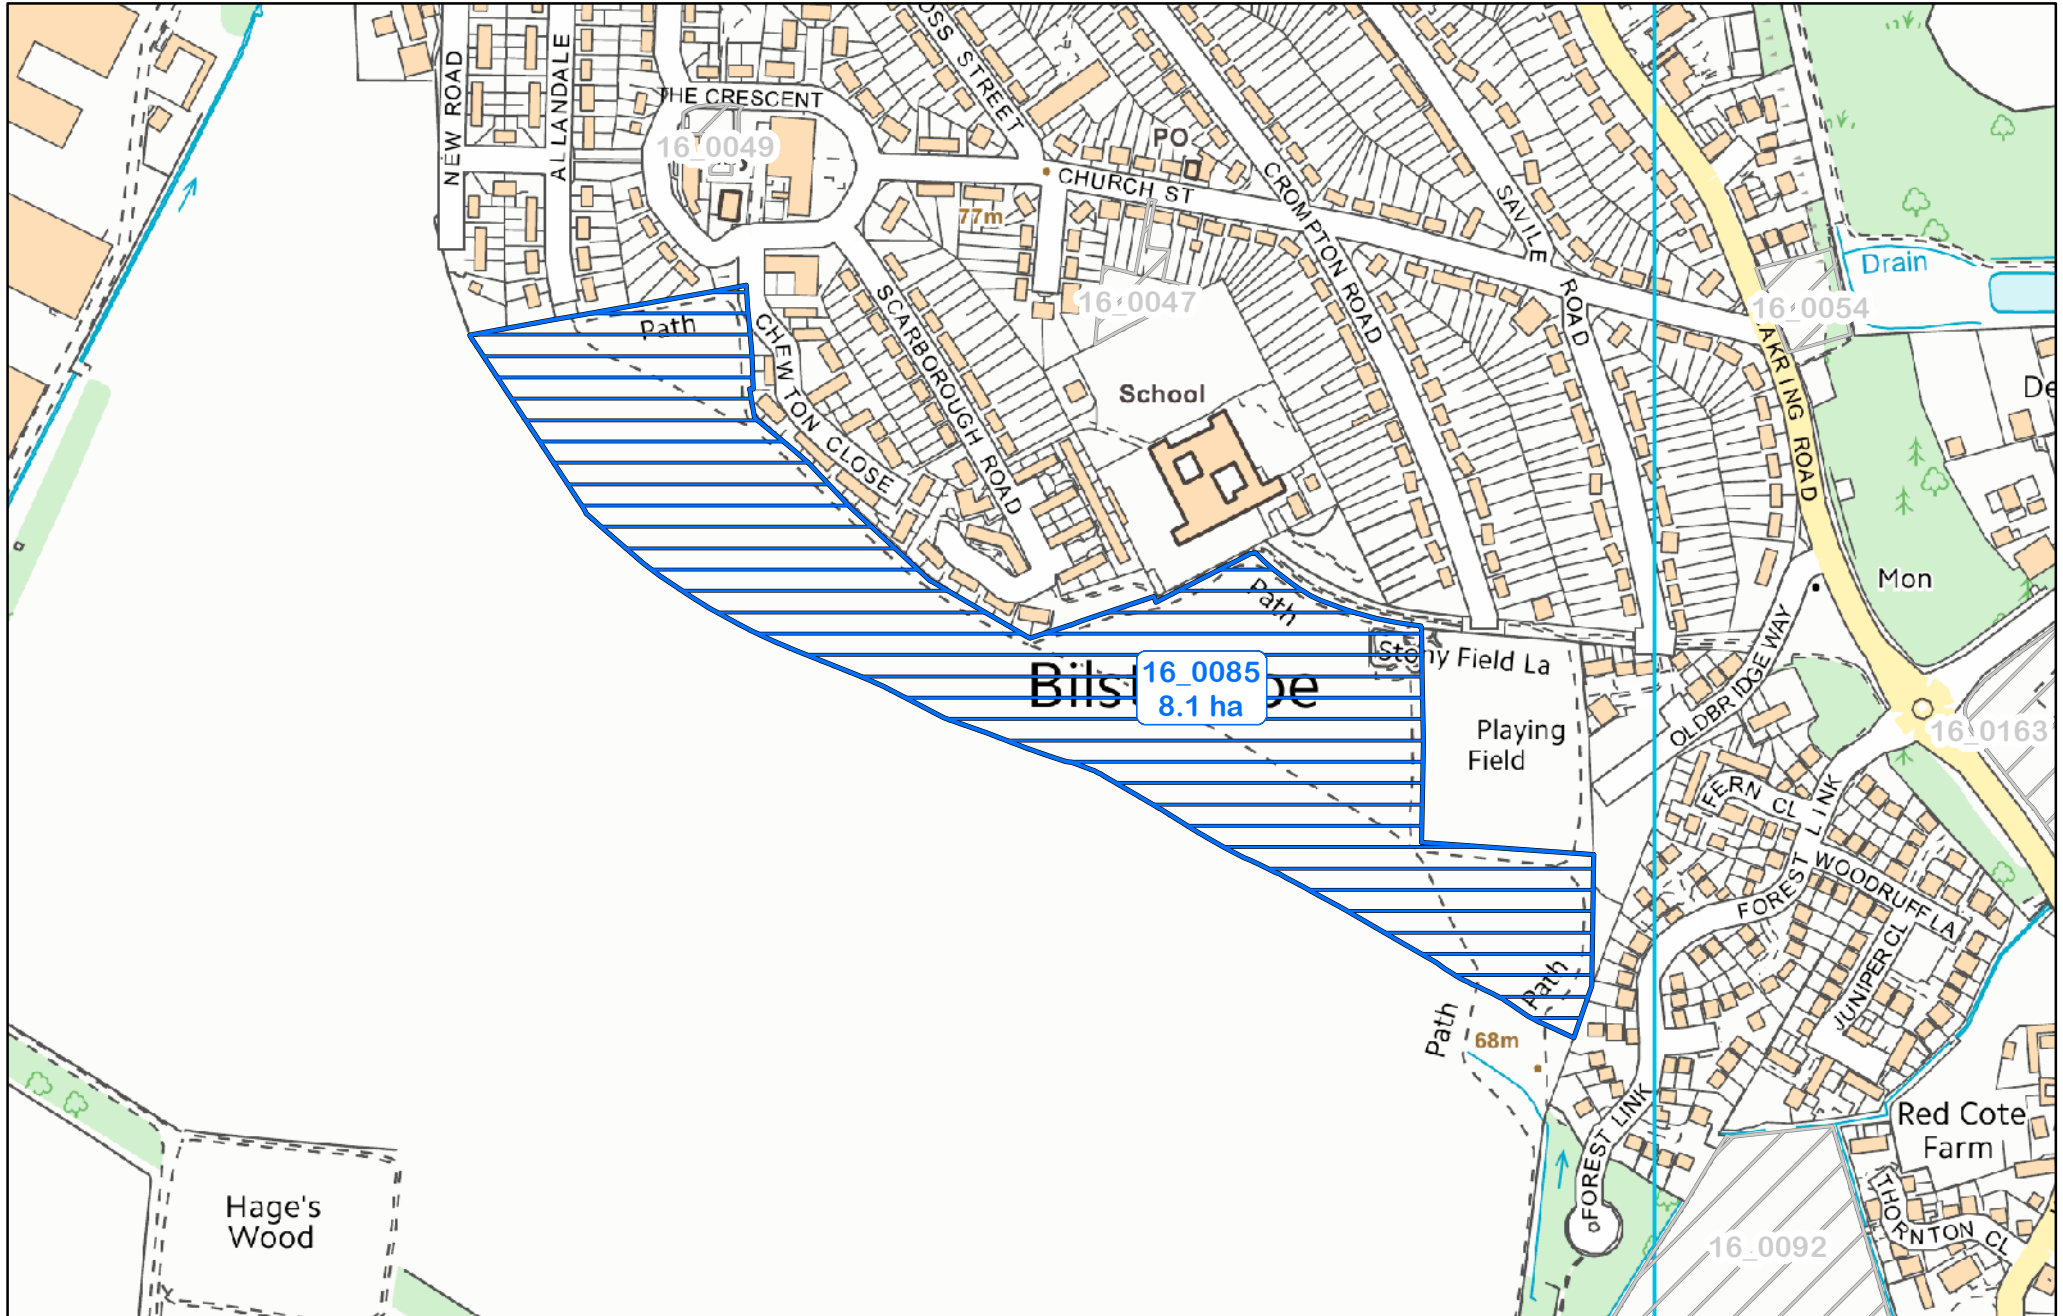 NEW ROAD
ALLANDALE
THE CRESCENT
OSS STREET
16_0049
PO
CHURCH ST
77m
CROMPTON ROAD
SAVILE ROAD
Drain
16_0054
16_0047
Path
CHEWTON CLOSE
SCARBOROUGH ROAD
School
AKRING ROAD
De
Mon
Path
Stony Field La
OLDBRIDGE WAY
16_0085
8.1 ha
Playing
Field
16_0163
FERN CL
FOREST LINK
WOODRUFF LA
JUNIPER CL
Path
Path
68m
FOREST LINK
Red Cote
Farm
THORNTON CL
16_0092
Hage's
Wood